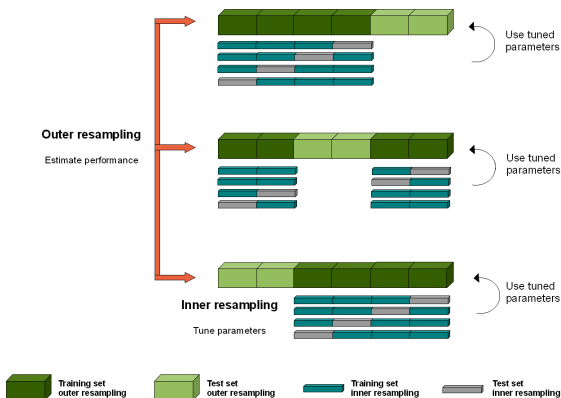 Use tuned
parameters
Outer resampling
Estimate performance
Use tuned
parameters
Use tuned
parameters
Inner resampling
Tune parameters
Training set
outer resampling
Test set
outer resampling
Training set
inner resampling
Test set
inner resampling